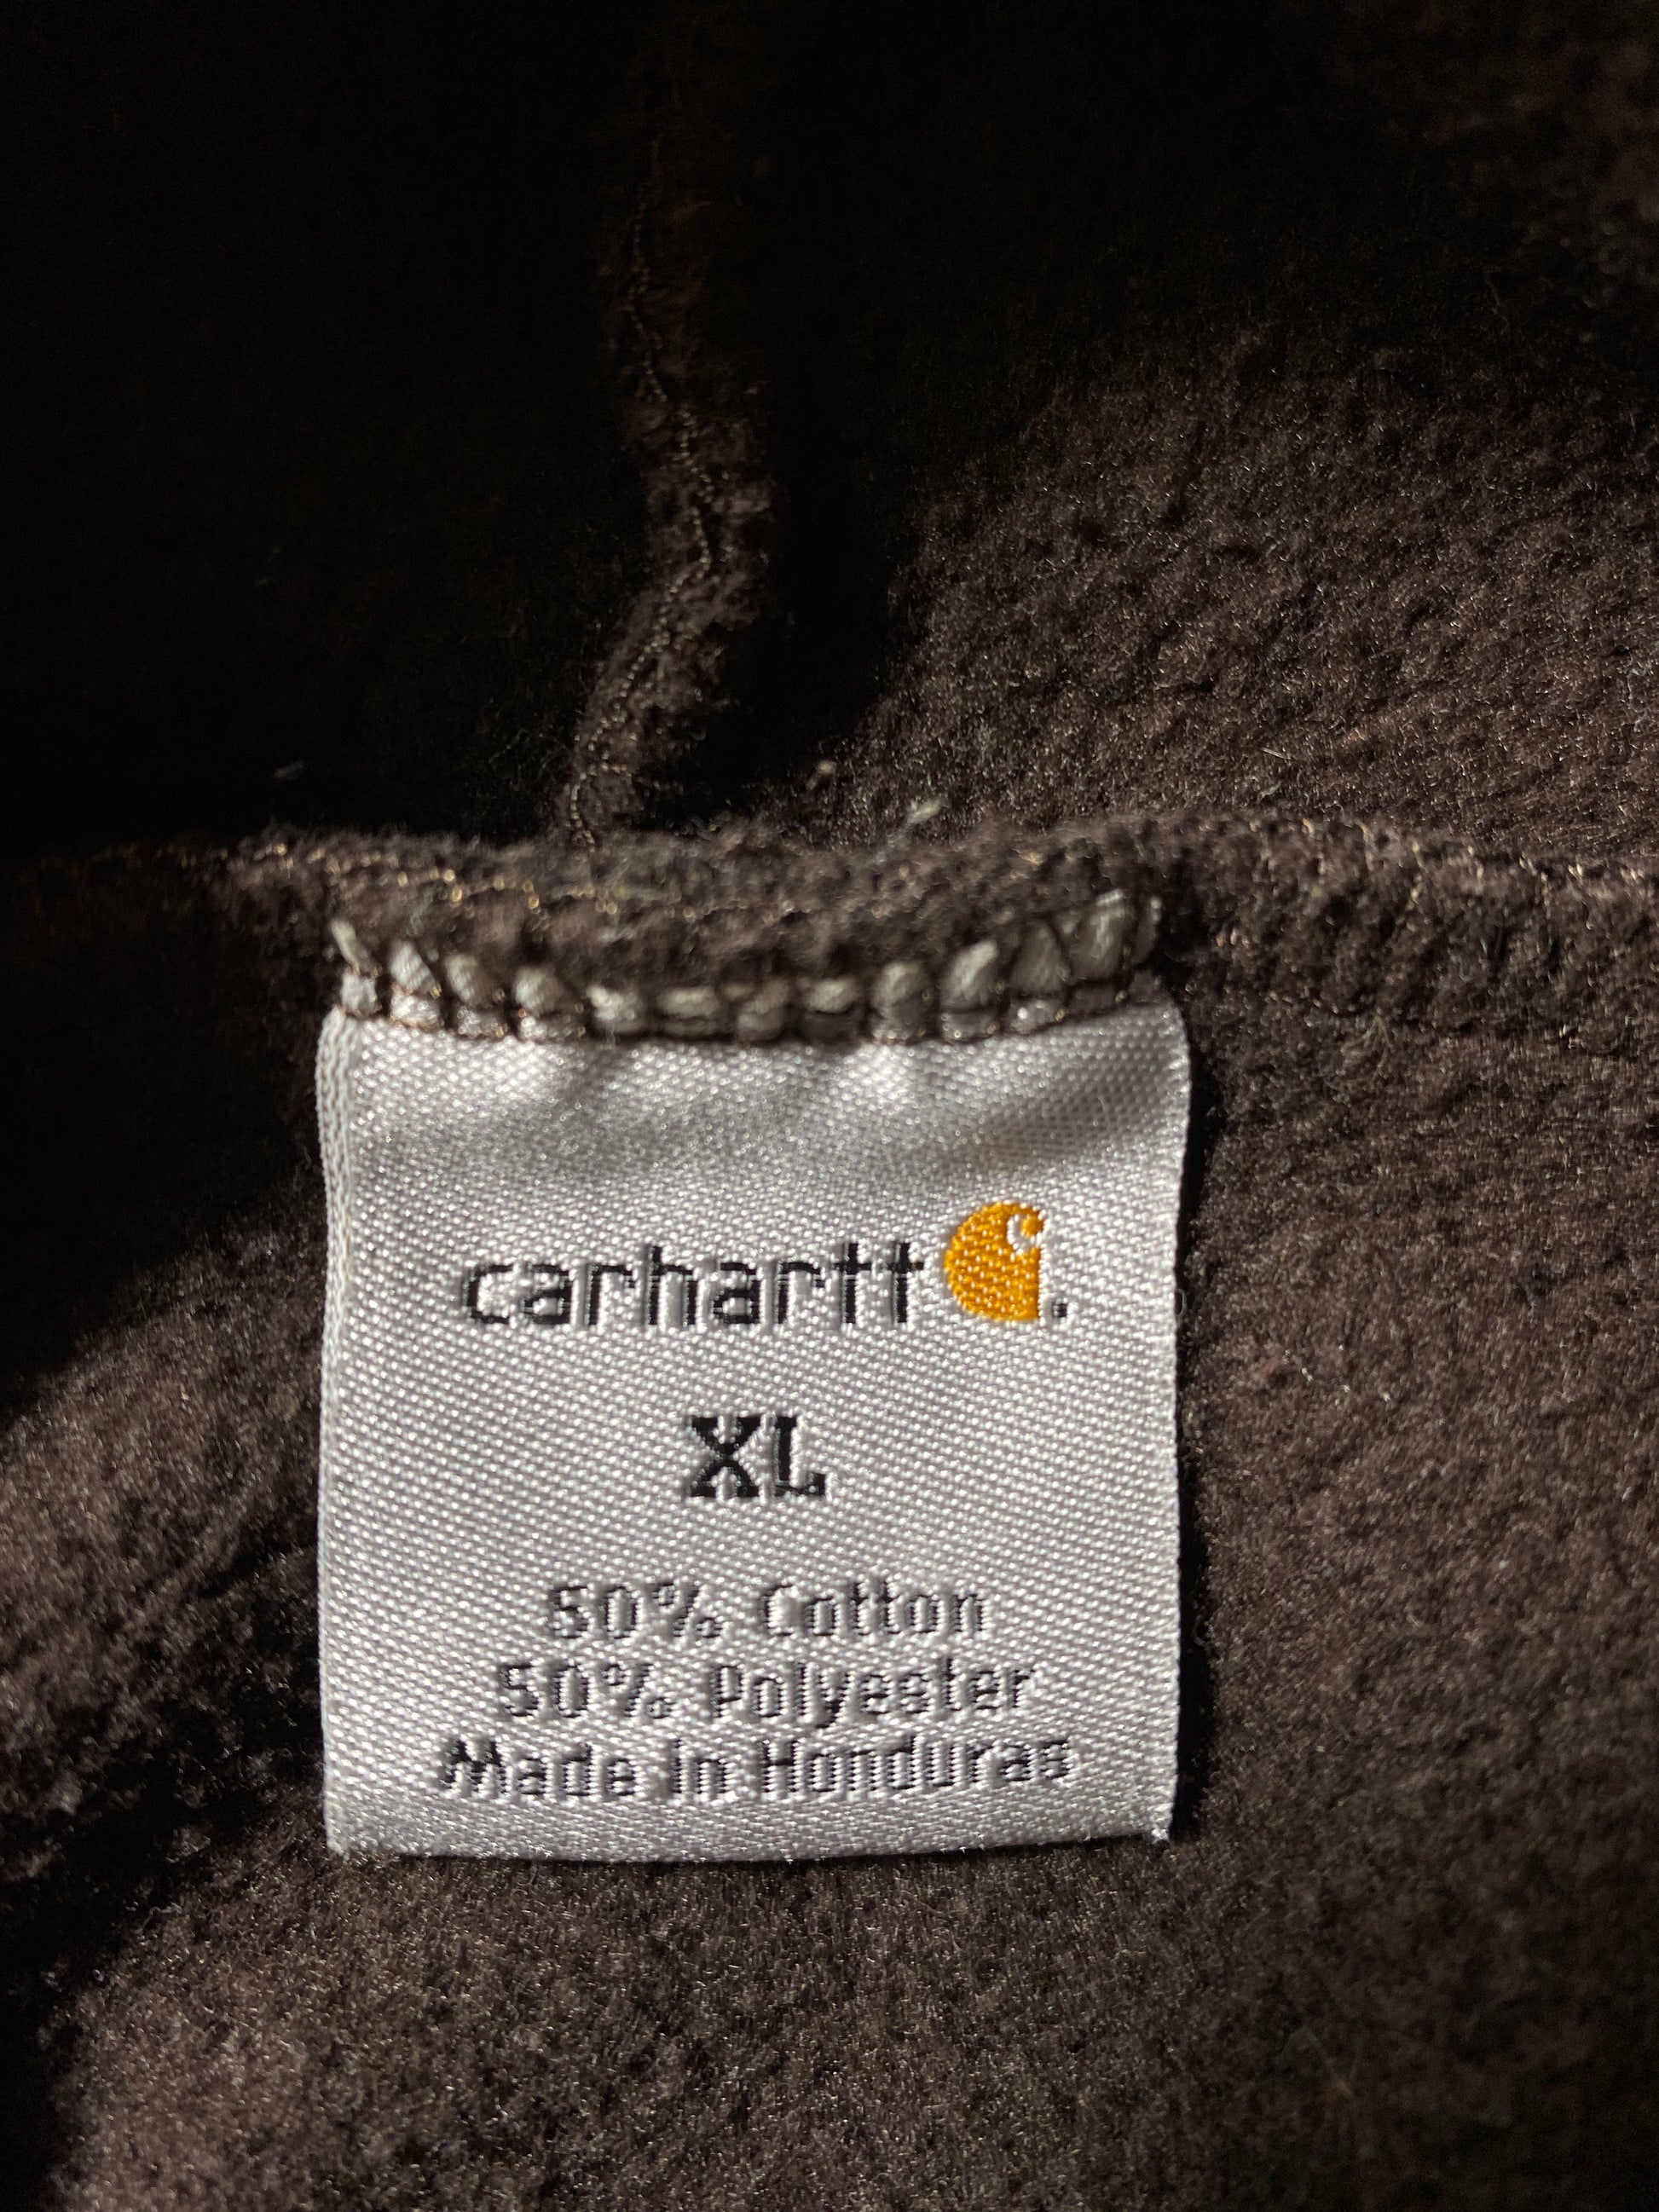 carhartt.
XL
50% Cotton
50% Polyester
Made in Honduras